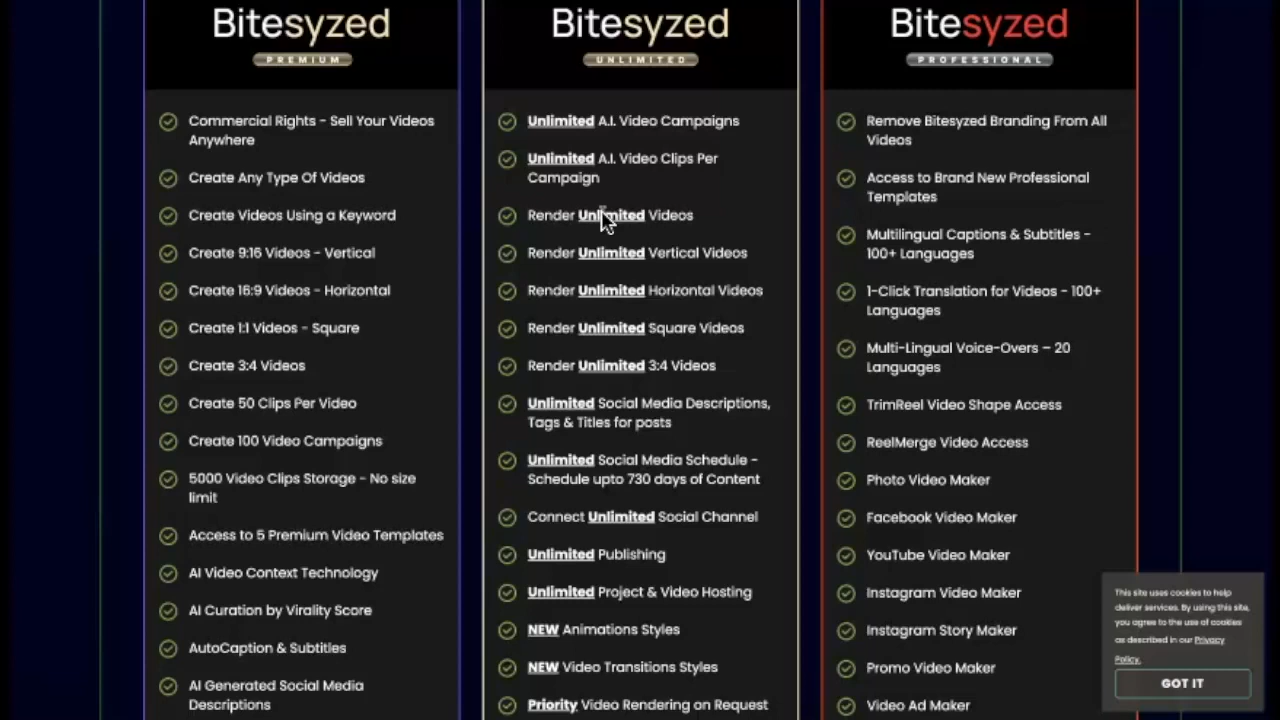 Bitesyzed
PREMIUM
Commercial Rights - Sell Your Videos
Anywhere
Create Any Type Of Videos
Create Videos Using a Keyword
Create 9:16 Videos - Vertical
Create 16:9 Videos - Horizontal
Create 1:1 Videos - Square
Create 3:4 Videos
Create 50 Clips Per Video
Create 100 Video Campaigns
5000 Video Clips Storage - No size
limit
Access to 5 Premium Video Templates
AI Video Context Technology
AI Curation by Virality Score
AutoCaption & Subtitles
AI Generated Social Media
Descriptions
Bitesyzed
UNLIMITED
Unlimited A.I. Video Campaigns
Unlimited A.I. Video Clips Per
Campaign
Render Unlimited Videos
Render Unlimited Vertical Videos
Render Unlimited Horizontal Videos
Render Unlimited Square Videos
Render Unlimited 3:4 Videos
Unlimited Social Media Descriptions,
Tags & Titles for posts
Unlimited Social Media Schedule -
Schedule upto 730 days of Content
Connect Unlimited Social Channel
Unlimited Publishing
Unlimited Project & Video Hosting
NEW Animations Styles
NEW Video Transitions Styles
Priority Video Rendering on Request
Bitesyzed
PROFESSIONAL
Remove Bitesyzed Branding From All
Videos
Access to Brand New Professional
Templates
Multilingual Captions & Subtitles -
100+ Languages
1-Click Translation for Videos - 100+
Languages
Multi-Lingual Voice-Overs – 20
Languages
TrimReel Video Shape Access
ReelMerge Video Access
Photo Video Maker
Facebook Video Maker
YouTube Video Maker
Instagram Video Maker
Instagram Story Maker
Promo Video Maker
Video Ad Maker
This site uses cookies to help
deliver services. By using this site,
you agree to the use of cookies
as described in our Privacy
Policy.
GOT IT